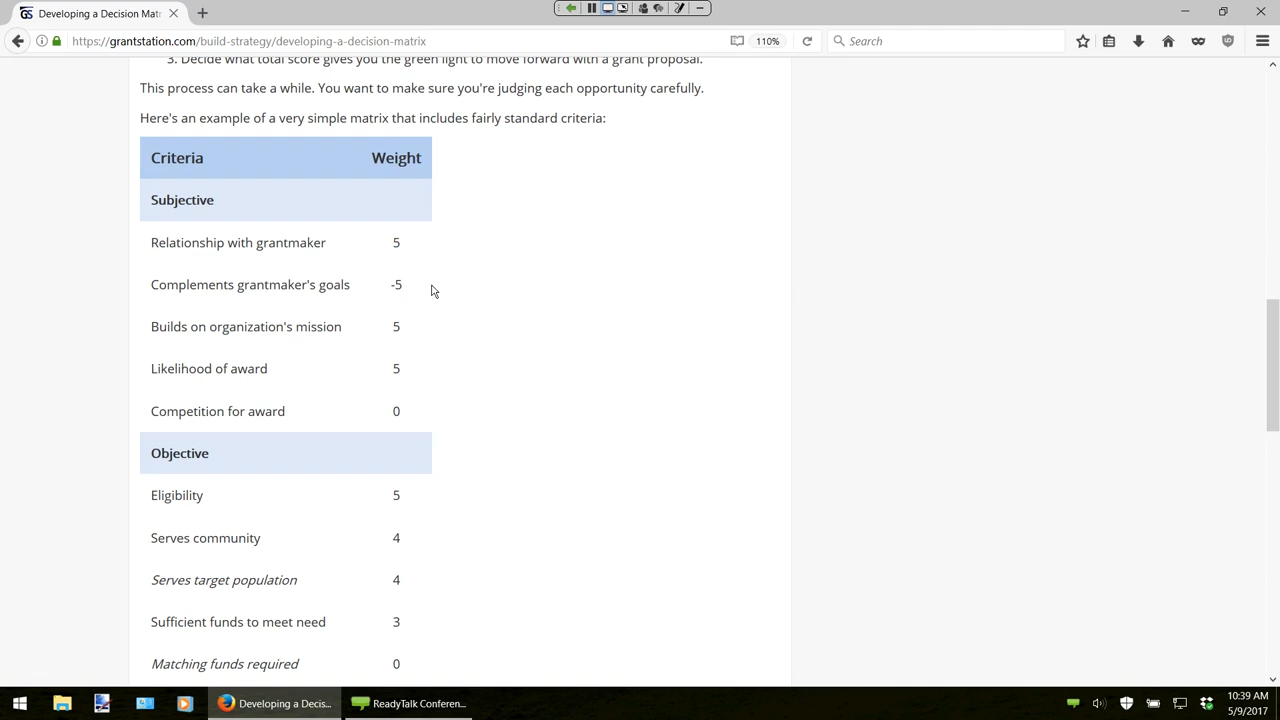 Developing a Decision Matr
https://grantstation.com/build-strategy/developing-a-decision-matrix
110%
Search
3. Decide what total score gives you the green light to move forward with a grant proposal.
This process can take a while. You want to make sure you're judging each opportunity carefully.
Here's an example of a very simple matrix that includes fairly standard criteria:
Criteria Weight
Subjective
Relationship with grantmaker 5
Complements grantmaker's goals -5
Builds on organization's mission 5
Likelihood of award 5
Competition for award 0
Objective
Eligibility 5
Serves community 4
Serves target population 4
Sufficient funds to meet need 3
Matching funds required 0
Developing a Decis...
ReadyTalk Conferen...
10:39 AM
5/9/2017